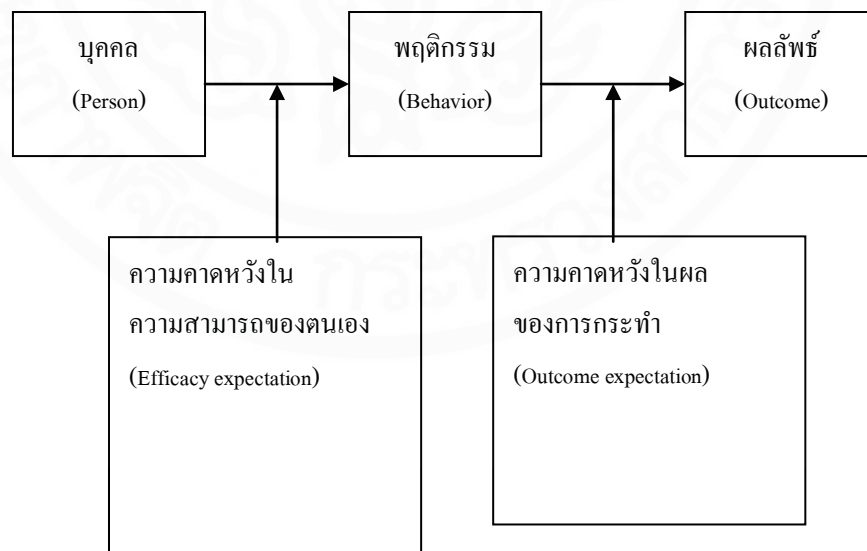 บุคคล
(Person)
พฤติกรรม
(Behavior)
ผลลัพธ์
(Outcome)
ความคาดหวังใน
ความสามารถของตนเอง
(Efficacy expectation)
ความคาดหวังในผล
ของการกระทำ
(Outcome expectation)